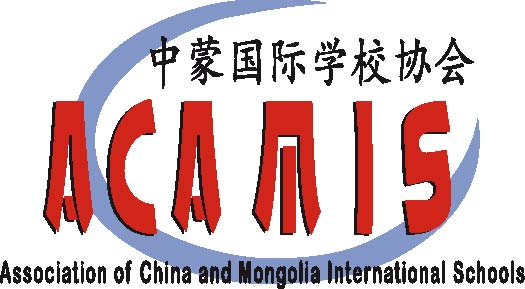 中蒙国际学校协会
ACAMIS
Association of China and Mongolia International Schools